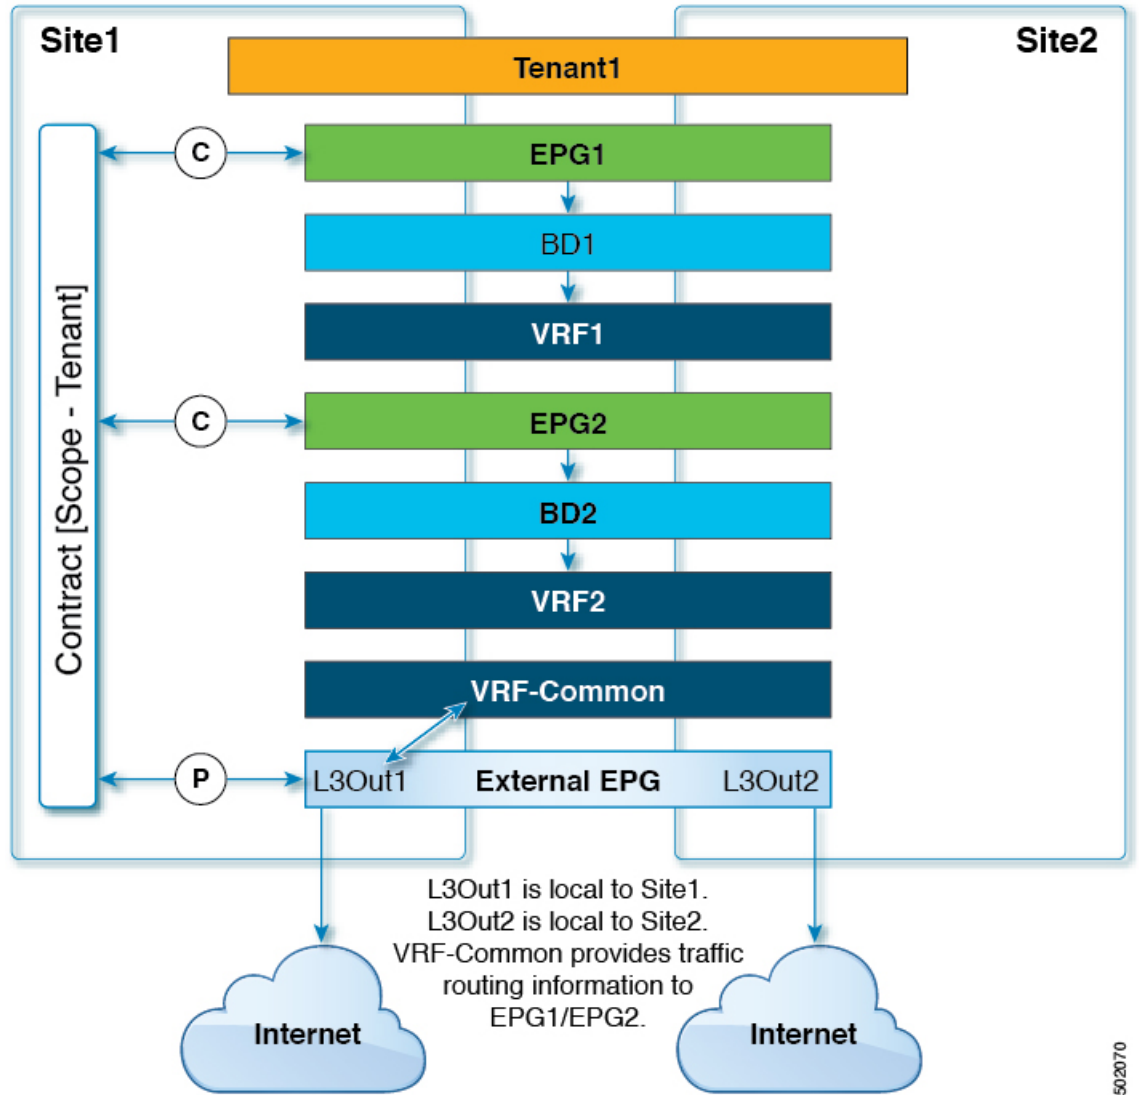 Site1
Site2
Tenant1
C
EPG1
BD1
VRF1
Contract [Scope - Tenant]
C
EPG2
BD2
VRF2
VRF-Common
P
L3Out1
External EPG
L3Out2
L3Out1 is local to Site1.
L3Out2 is local to Site2.
VRF-Common provides traffic
routing information to
EPG1/EPG2.
Internet
Internet
502070